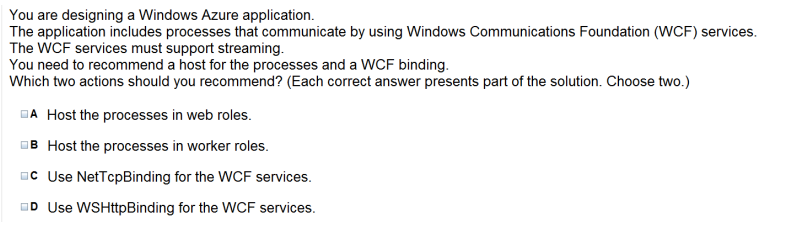 You are designing a Windows Azure application.
The application includes processes that communicate by using Windows Communications Foundation (WCF) services.
The WCF services must support streaming.
You need to recommend a host for the processes and a WCF binding.
Which two actions should you recommend? (Each correct answer presents part of the solution. Choose two.)
A Host the processes in web roles.
B Host the processes in worker roles.
C Use NetTcpBinding for the WCF services.
D Use WSHttpBinding for the WCF services.